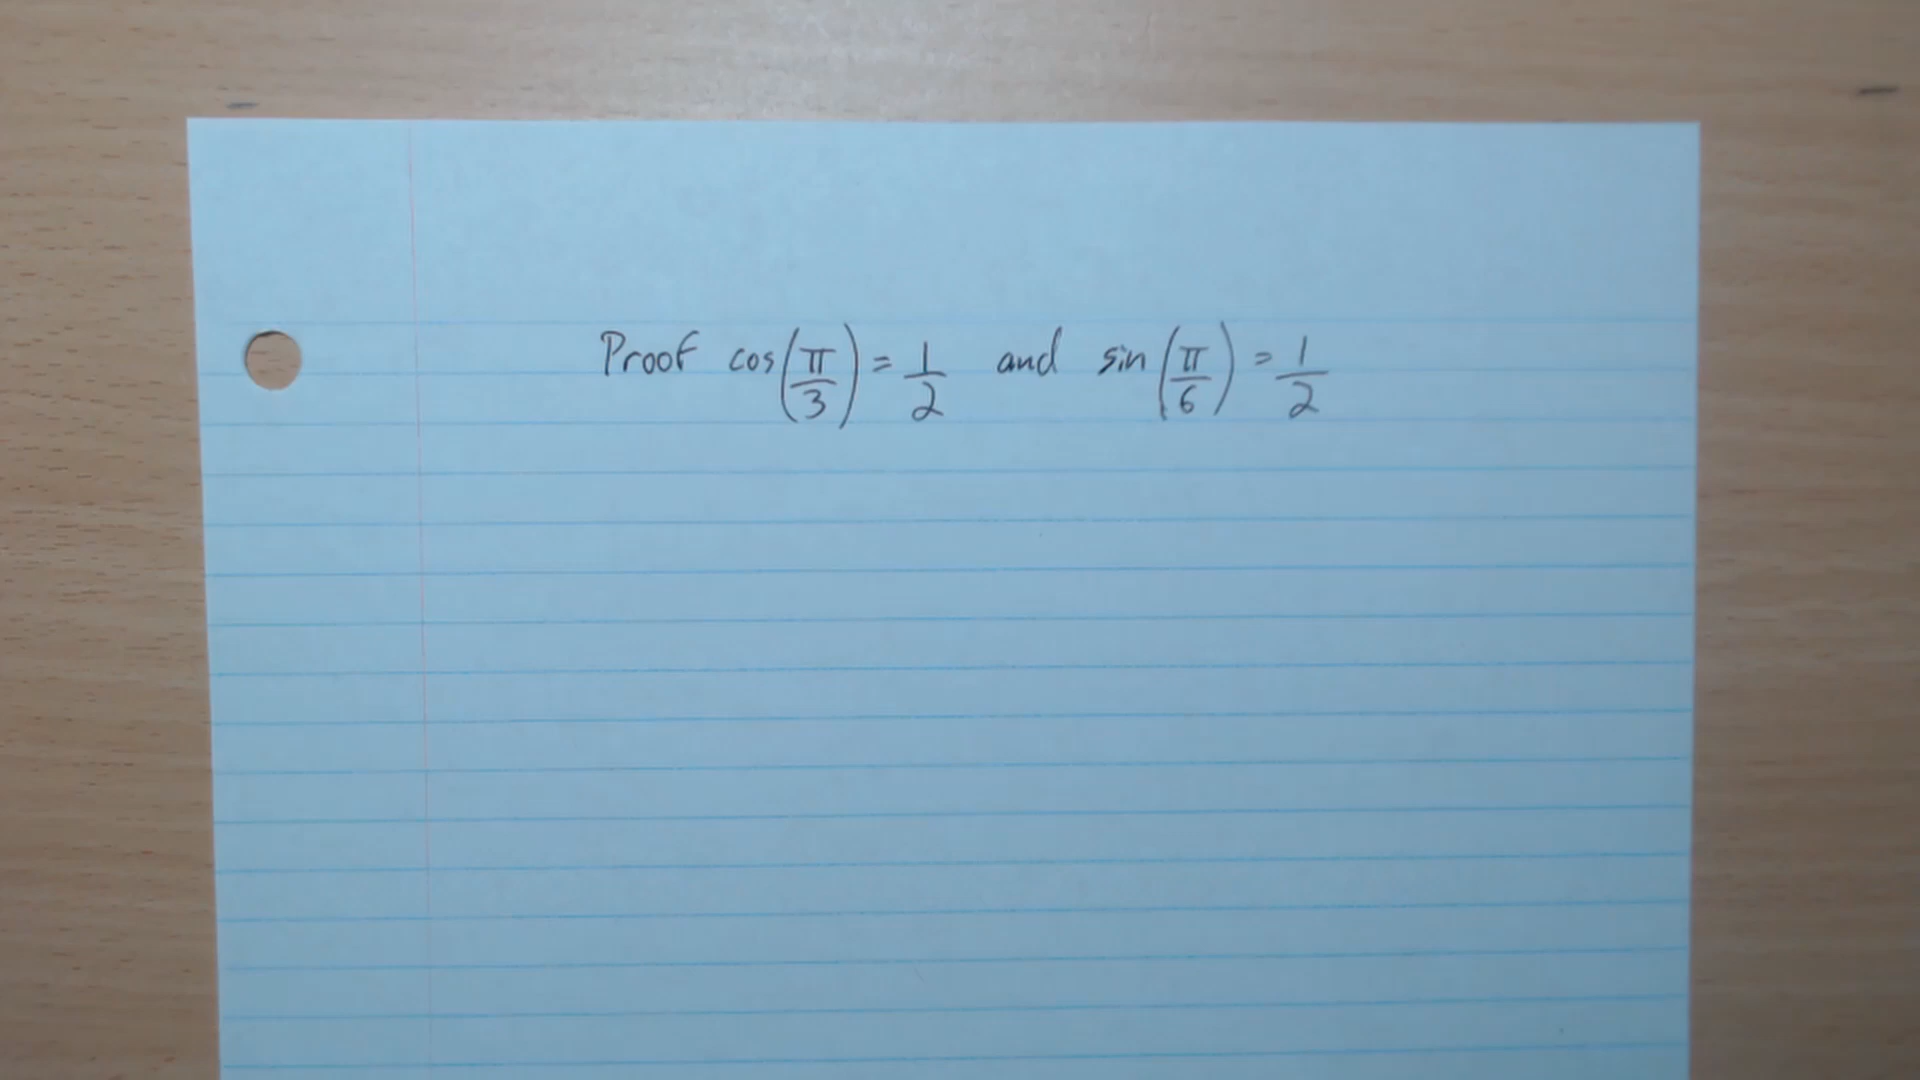 Proof cos(π/3) = 1/2 and sin(π/6) = 1/2